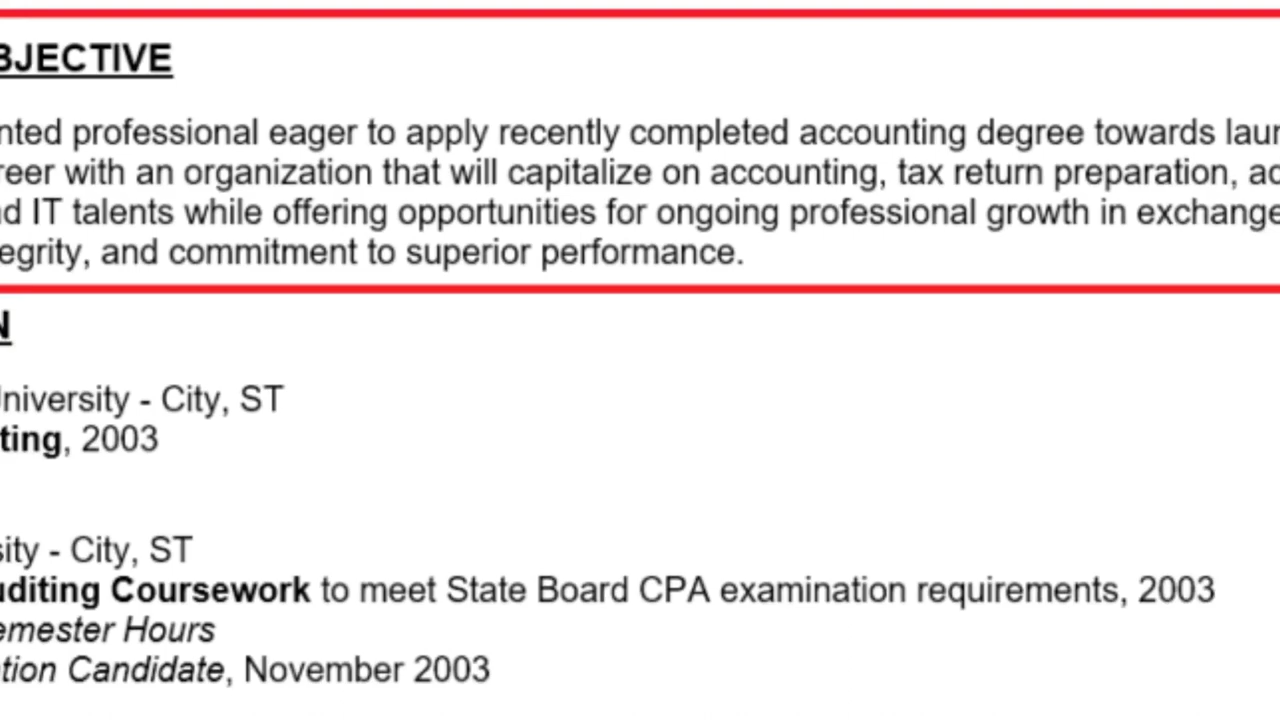 BJECTIVE
nted professional eager to apply recently completed accounting degree towards laun
reer with an organization that will capitalize on accounting, tax return preparation, ad
nd IT talents while offering opportunities for ongoing professional growth in exchange
egrity, and commitment to superior performance.
N
University - City, ST
ting, 2003
sity - City, ST
uditing Coursework to meet State Board CPA examination requirements, 2003
emester Hours
tion Candidate, November 2003